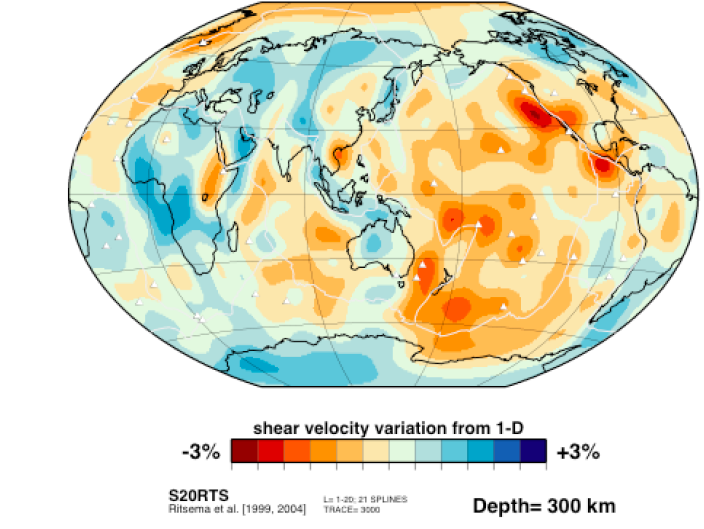 shear velocity variation from 1-D
-3% +3%
S20RTS
Ritsema et al. [1999, 2004]
L= 1-20; 21 SPLINES
TRACE= 3000
Depth= 300 km